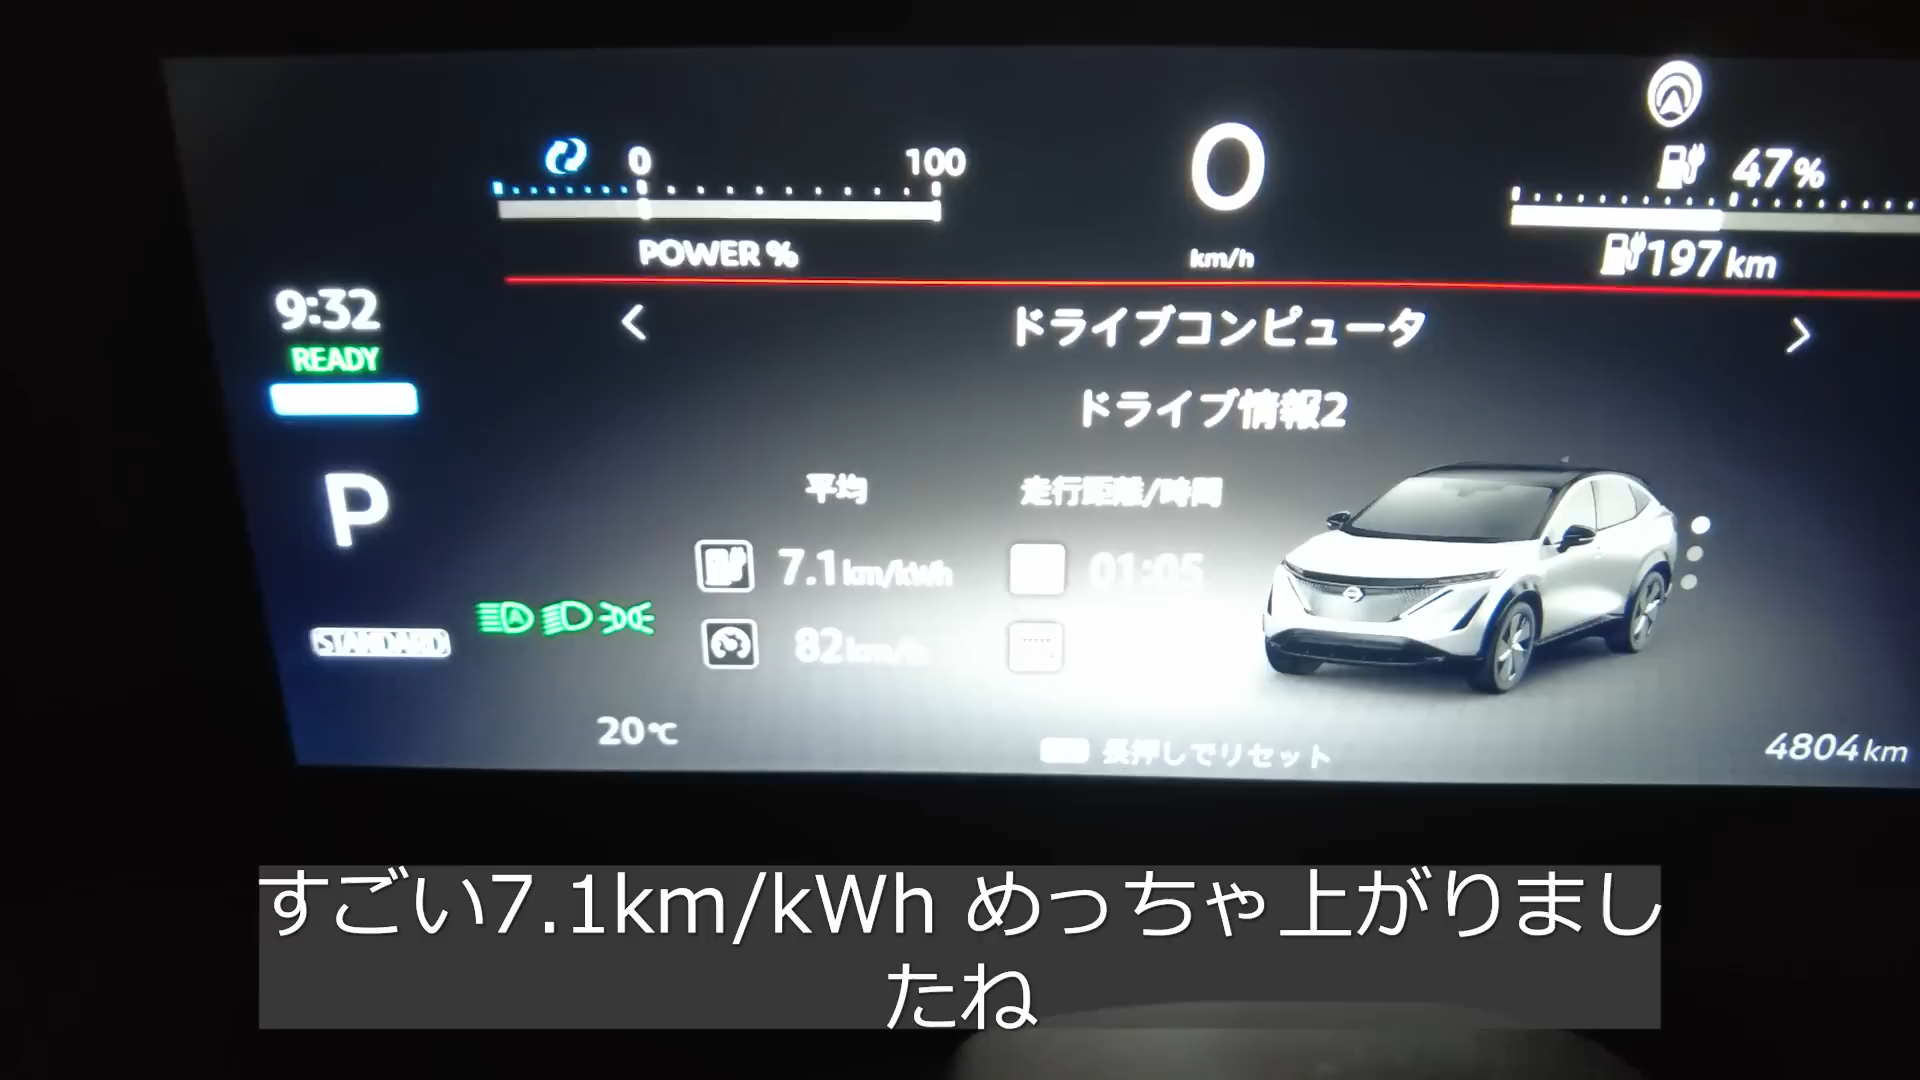 47%
0 100
0
POWER %
km/h
197km
9:32
READY
ドライブコンピュータ
ドライブ情報2
平均 走行距離/時間
P
7.1km/kWh 01:05
STANDARD
82km/h
20℃
長押しでリセット
4804km
すごい7.1km/kWh めっちゃ上がりまし
たね